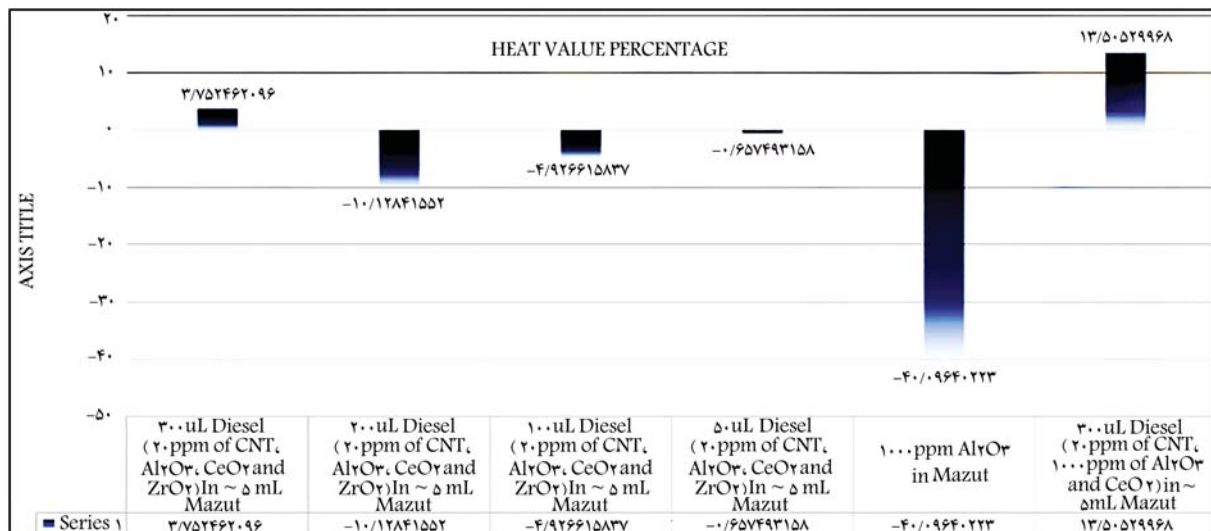 HEAT VALUE PERCENTAGE
AXIS TITLE
۲۰
۱۰
۰
-۱۰
-۲۰
-۳۰
-۴۰
-۵۰
۳/۷۵۲۴۶۲۰۹۶
-۱۰/۱۲۸۴۱۵۵۲
-۴/۹۲۶۶۱۵۸۳۷
-۰/۶۵۷۴۹۳۱۵۸
-۴۰/۰۹۶۴۰۲۲۳
۱۳/۵۰۵۲۹۹۶۸
۳۰۰uL Diesel
(۲۰ppm of CNT،
Al۲O۳، CeO۲ and
ZrO۲)In ~ ۵ mL
Mazut
۲۰۰uL Diesel
(۲۰ppm of CNT،
Al۲O۳، CeO۲ and
ZrO۲)In ~ ۵ mL
Mazut
۱۰۰uL Diesel
(۲۰ppm of CNT،
Al۲O۳، CeO۲ and
ZrO۲)In ~ ۵ mL
Mazut
۵۰uL Diesel
(۲۰ppm of CNT،
Al۲O۳، CeO۲ and
ZrO۲)In ~ ۵ mL
Mazut
۱۰۰۰ppm Al۲O۳
in Mazut
۳۰۰uL Diesel
(۲۰ppm of CNT،
۱۰۰۰ppm of Al۲O۳
and CeO۲)in ~
۵mL Mazut
Series ۱
۳/۷۵۲۴۶۲۰۹۶
-۱۰/۱۲۸۴۱۵۵۲
-۴/۹۲۶۶۱۵۸۳۷
-۰/۶۵۷۴۹۳۱۵۸
-۴۰/۰۹۶۴۰۲۲۳
۱۳/۵۰۵۲۹۹۶۸